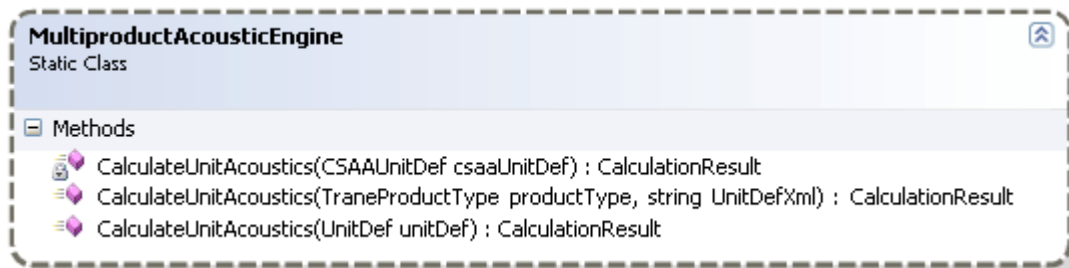 MultiproductAcousticEngine
Static Class
Methods
CalculateUnitAcoustics(CSAAUnitDef csaaUnitDef) : CalculationResult
CalculateUnitAcoustics(TraneProductType productType, string UnitDefXml) : CalculationResult
CalculateUnitAcoustics(UnitDef unitDef) : CalculationResult